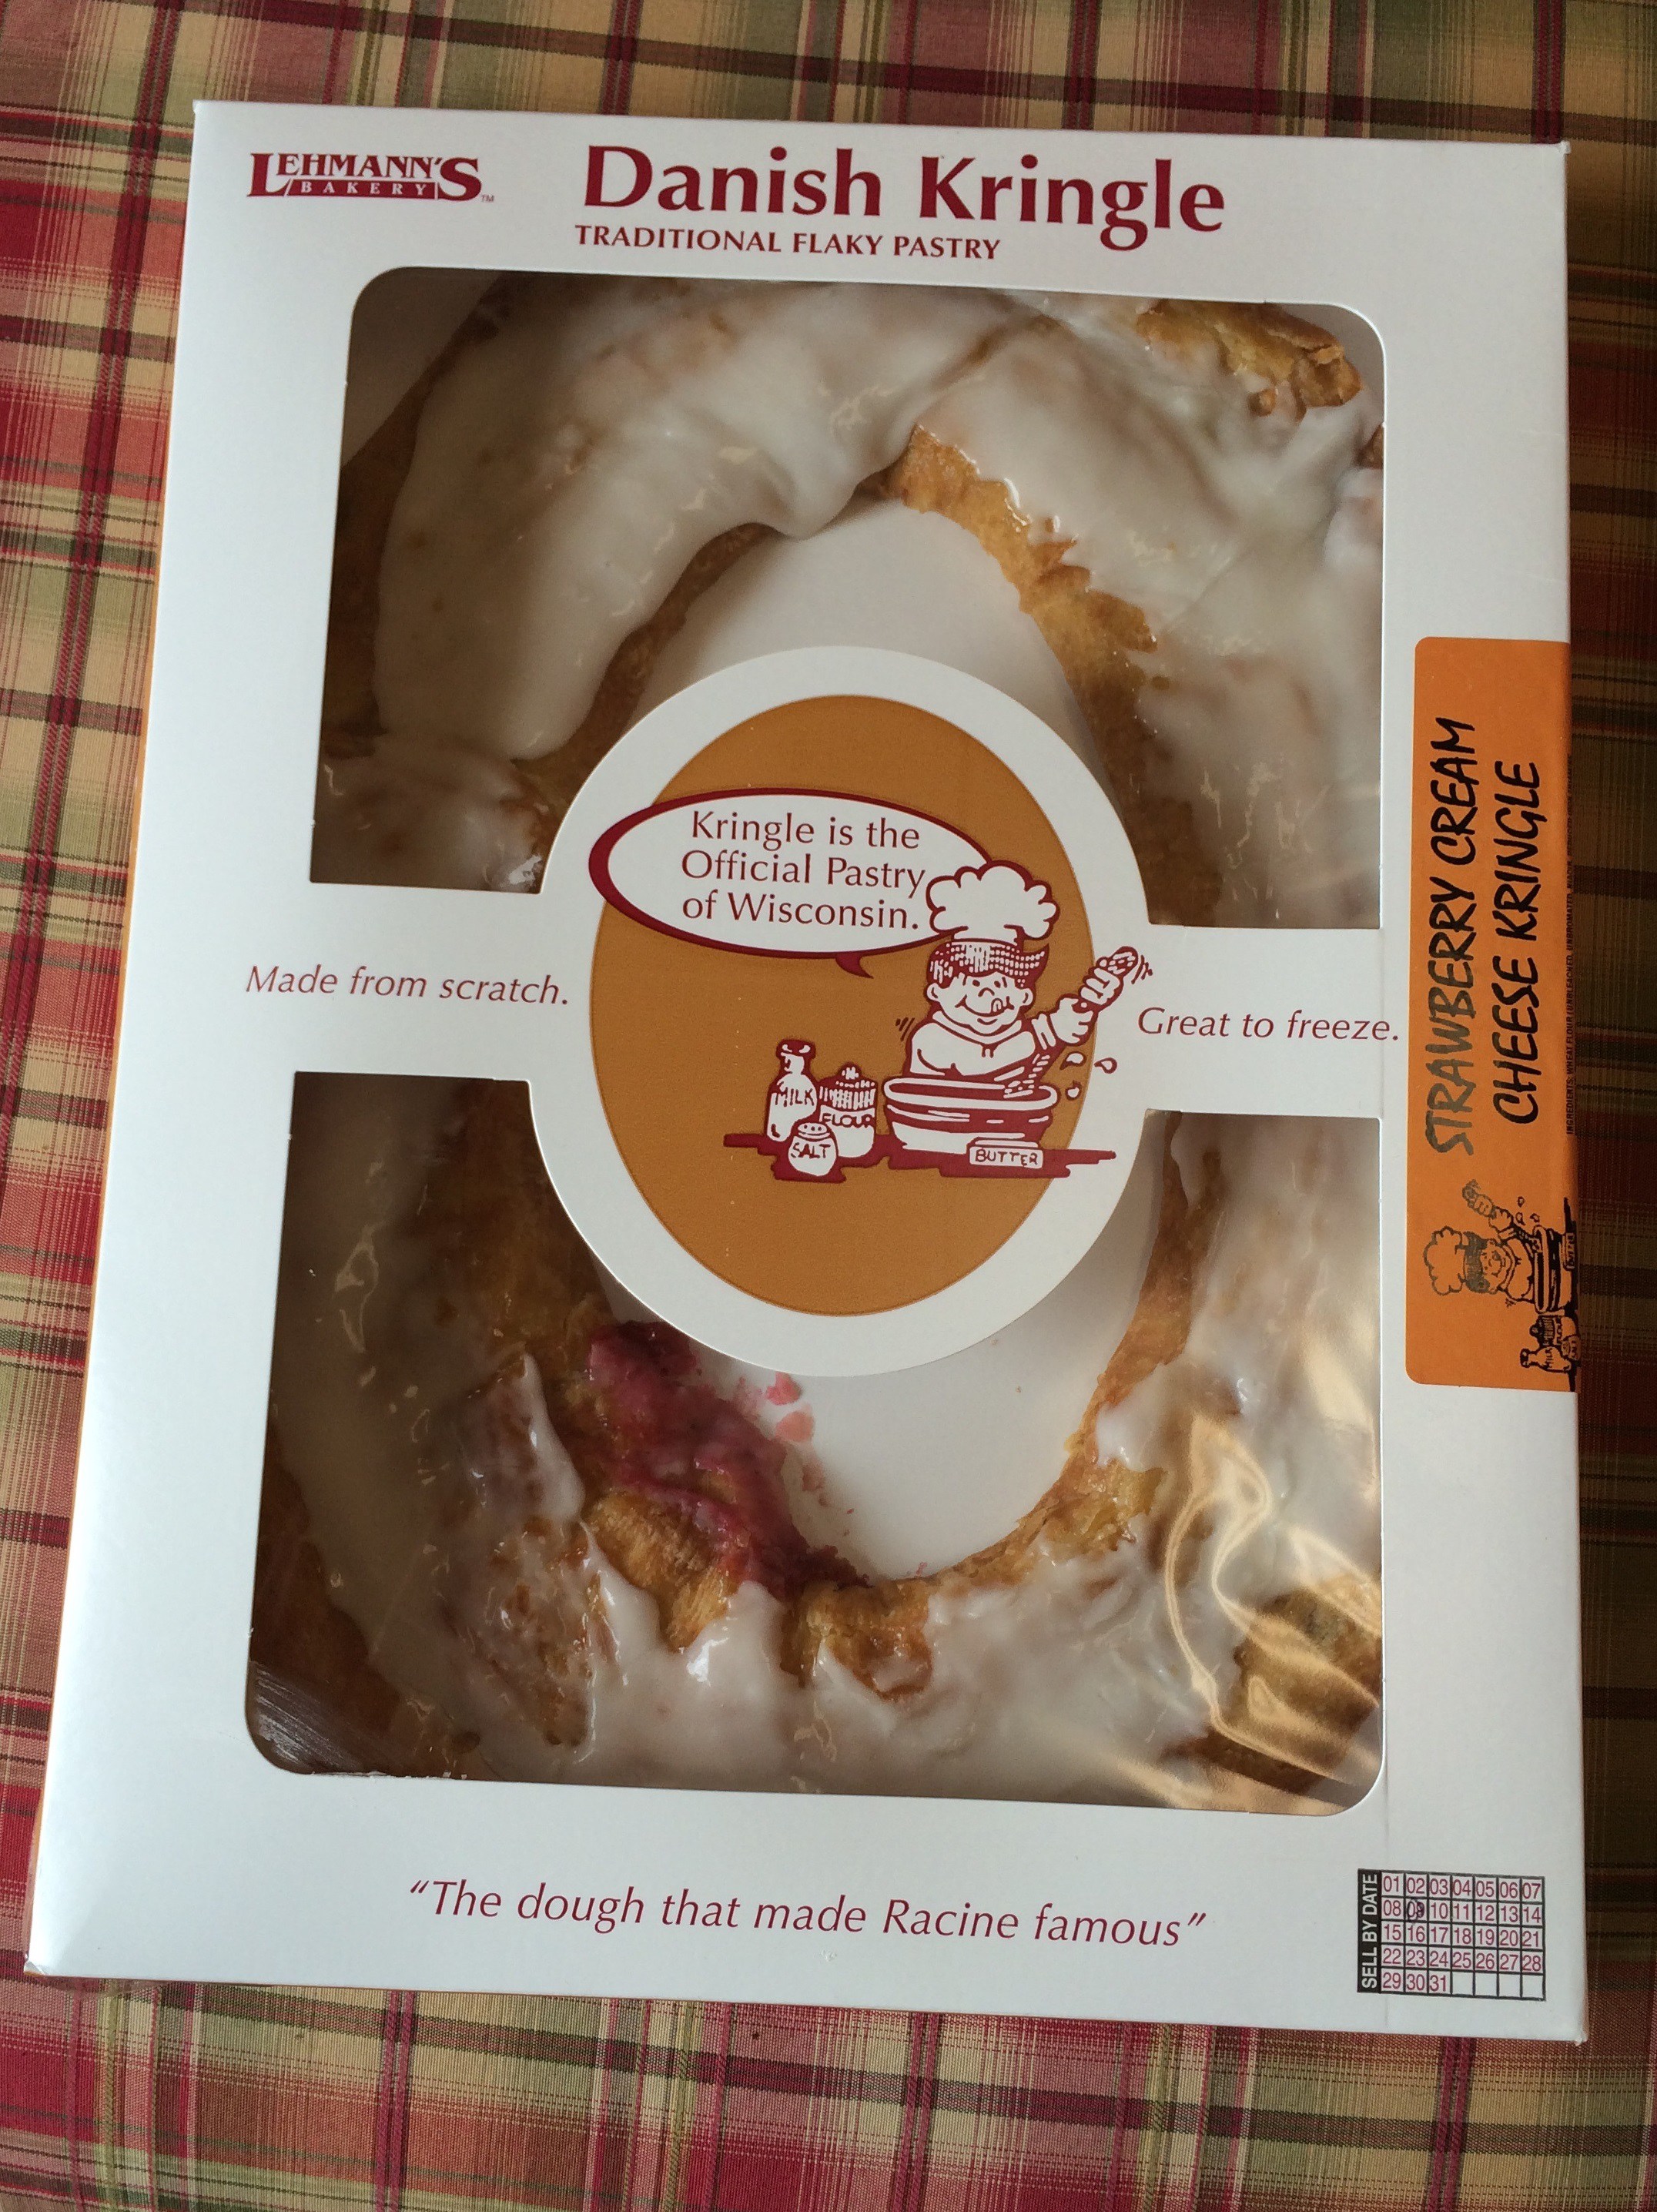 LEHMANN'S
BAKERY™
Danish Kringle
TRADITIONAL FLAKY PASTRY
Kringle is the
Official Pastry
of Wisconsin.
Made from scratch.
Great to freeze.
MILK
FLOUR
SALT
BUTTER
STRAWBERRY CREAM
CHEESE KRINGLE
MILK
“The dough that made Racine famous”
SELL BY DATE
01 02 03 04 05 06 07
08 09 10 11 12 13 14
15 16 17 18 19 20 21
22 23 24 25 26 27 28
29 30 31